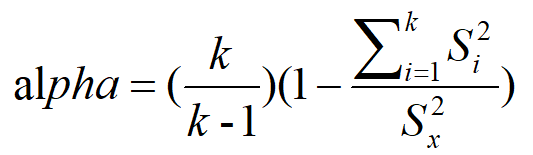 alpha = (k / k - 1)(1 - ∑_{i=1}^{k} S_i^2 / S_x^2)